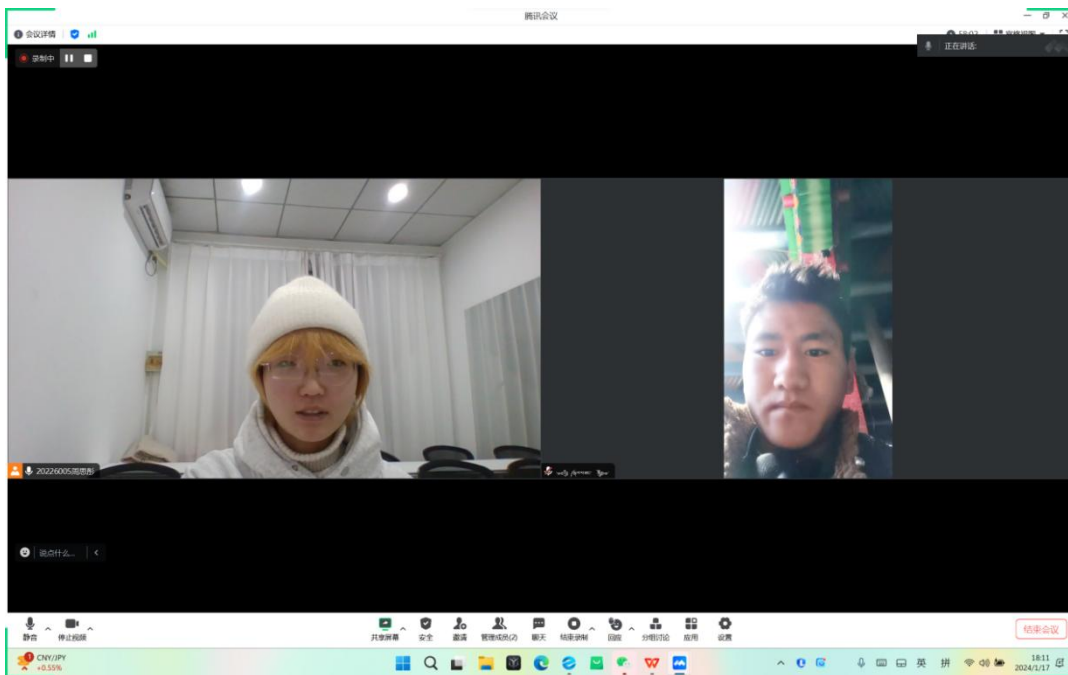 腾讯会议
会议详情
58:02
正在讲话:
录制中
20226005周思彤
说点什么...
静音
停止视频
共享屏幕
安全
邀请
管理成员(2)
聊天
结束录制
回应
分组讨论
应用
设置
结束会议
1
CNY/JPY
+0.55%
英
拼
18:11
2024/1/17